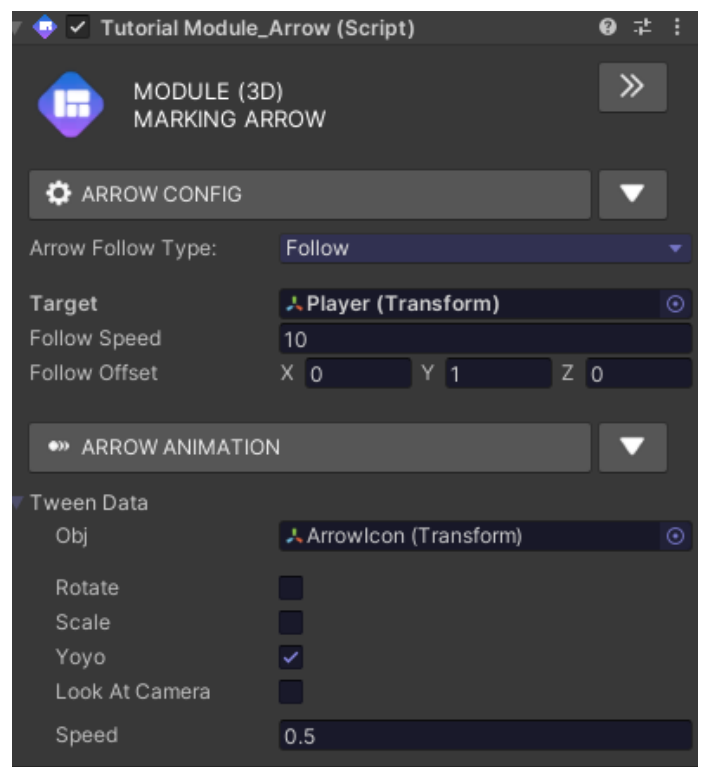 Tutorial Module_Arrow (Script)
MODULE (3D)
MARKING ARROW
ARROW CONFIG
Arrow Follow Type: Follow
Target Player (Transform)
Follow Speed 10
Follow Offset X 0 Y 1 Z 0
ARROW ANIMATION
Tween Data
Obj ArrowIcon (Transform)
Rotate
Scale
Yoyo
Look At Camera
Speed 0.5